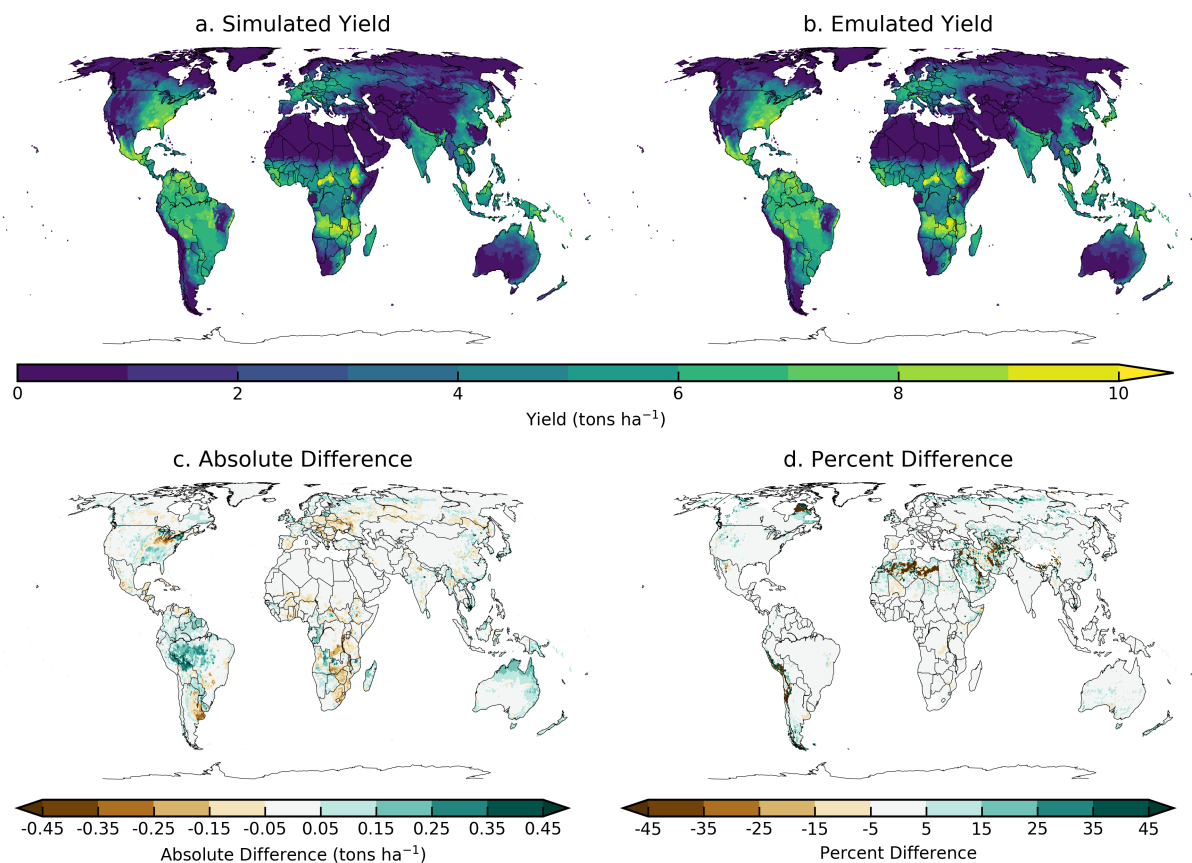 a. Simulated Yield
b. Emulated Yield
0 2 4 6 8 10
Yield (tons ha⁻¹)
c. Absolute Difference
d. Percent Difference
-0.45 -0.35 -0.25 -0.15 -0.05 0.05 0.15 0.25 0.35 0.45
Absolute Difference (tons ha⁻¹)
-45 -35 -25 -15 -5 5 15 25 35 45
Percent Difference